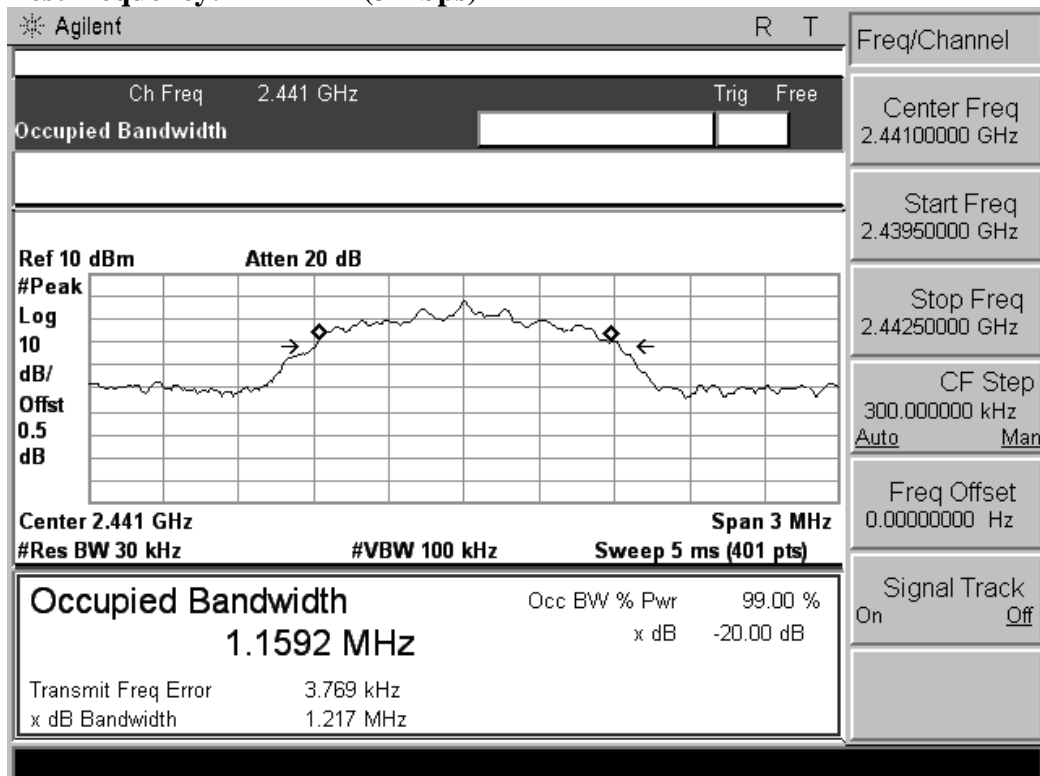 Agilent R T
Freq/Channel
Ch Freq 2.441 GHz Trig Free
Occupied Bandwidth
Center Freq
2.44100000 GHz
Start Freq
2.43950000 GHz
Stop Freq
2.44250000 GHz
CF Step
300.000000 kHz
Auto Man
Freq Offset
0.00000000 Hz
Signal Track
On Off
Ref 10 dBm Atten 20 dB
#Peak
Log
10
dB/
Offst
0.5
dB
Center 2.441 GHz Span 3 MHz
#Res BW 30 kHz #VBW 100 kHz Sweep 5 ms (401 pts)
Occupied Bandwidth
1.1592 MHz
Occ BW % Pwr 99.00 %
x dB -20.00 dB
Transmit Freq Error 3.769 kHz
x dB Bandwidth 1.217 MHz